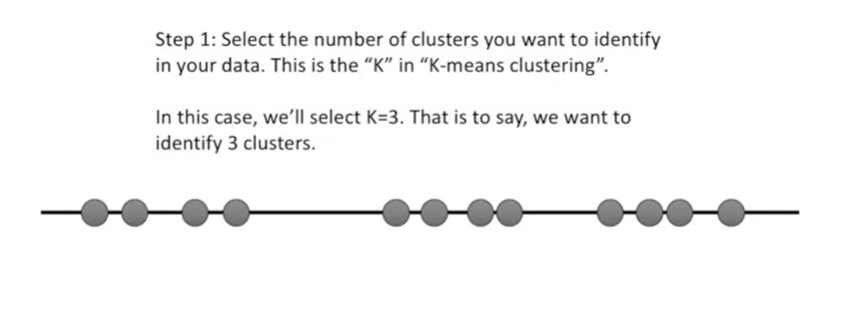 Step 1: Select the number of clusters you want to identify
in your data. This is the “K” in “K-means clustering”.
In this case, we’ll select K=3. That is to say, we want to
identify 3 clusters.